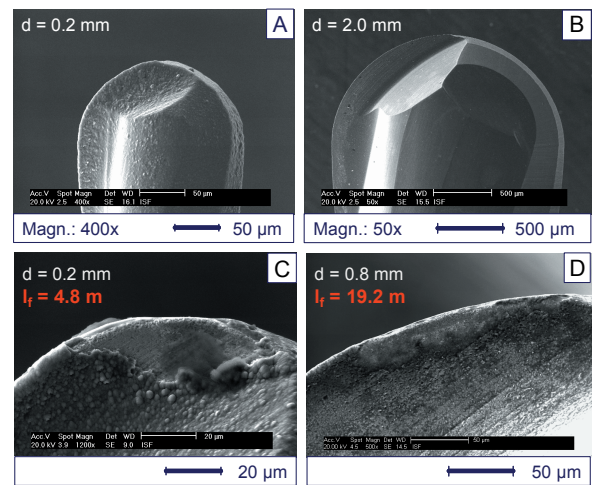 d = 0.2 mm
A
Acc.V Spot Magn Det WD 50 µm
20.0 kV 2.5 400x SE 16.1 ISF
Magn.: 400x 50 µm
d = 2.0 mm
B
Acc.V Spot Magn Det WD 500 µm
20.0 kV 2.5 50x SE 15.5 ISF
Magn.: 50x 500 µm
d = 0.2 mm
C
lf = 4.8 m
Acc.V Spot Magn Det WD 20 µm
20.0 kV 3.9 1200x SE 9.0 ISF
20 µm
d = 0.8 mm
D
lf = 19.2 m
Acc.V Spot Magn Det WD 50 µm
20.00 kV 4.5 500x SE 14.5 ISF
50 µm